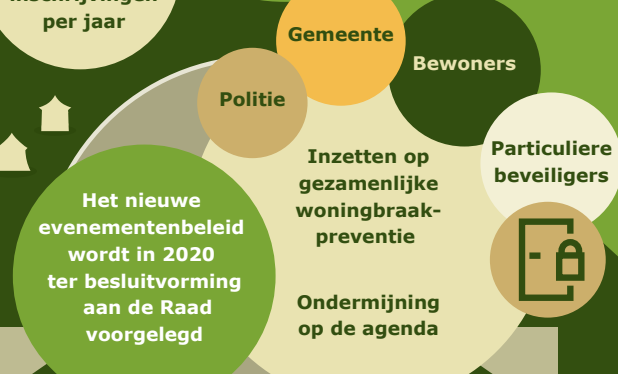 per jaar
Gemeente
Bewoners
Politie
Particuliere
beveiligers
Inzetten op
gezamenlijke
woningbraak-
preventie
Het nieuwe
evenementenbeleid
wordt in 2020
ter besluitvorming
aan de Raad
voorgelegd
Ondermijning
op de agenda